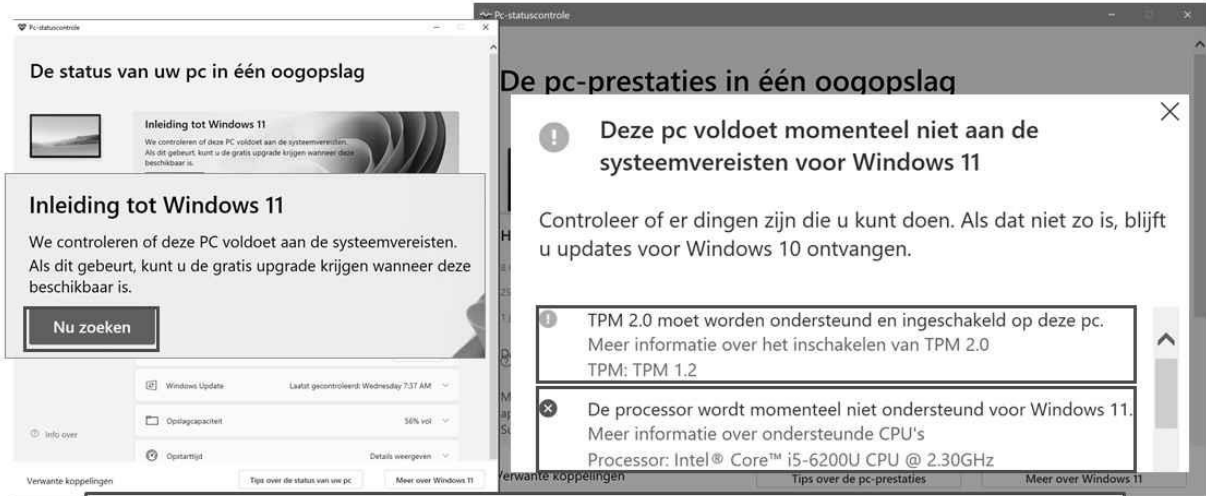 Pc-statuscontrole
De status van uw pc in één oogopslag
Inleiding tot Windows 11
We controleren of deze PC voldoet aan de systeemvereisten.
Als dit gebeurt, kunt u de gratis upgrade krijgen wanneer deze
beschikbaar is.
Inleiding tot Windows 11
We controleren of deze PC voldoet aan de systeemvereisten.
Als dit gebeurt, kunt u de gratis upgrade krijgen wanneer deze
beschikbaar is.
Nu zoeken
Windows Update Laatst gecontroleerd: Wednesday 7:37 AM
Opslagcapaciteit 56% vol
Info over
Opstarttijd Details weergeven
Verwante koppelingen Tips over de status van uw pc Meer over Windows 11
Pc-statuscontrole
De pc-prestaties in één oogopslag
Deze pc voldoet momenteel niet aan de
systeemvereisten voor Windows 11
Controleer of er dingen zijn die u kunt doen. Als dat niet zo is, blijft
u updates voor Windows 10 ontvangen.
TPM 2.0 moet worden ondersteund en ingeschakeld op deze pc.
Meer informatie over het inschakelen van TPM 2.0
TPM: TPM 1.2
De processor wordt momenteel niet ondersteund voor Windows 11.
Meer informatie over ondersteunde CPU's
Processor: Intel® Core™ i5-6200U CPU @ 2.30GHz
Verwante koppelingen Tips over de pc-prestaties Meer over Windows 11